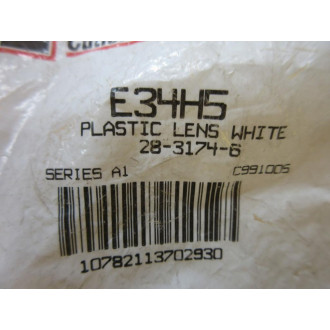 E34H5
PLASTIC LENS WHITE
28-3174-6
SERIES A1
C991005
10782113702930